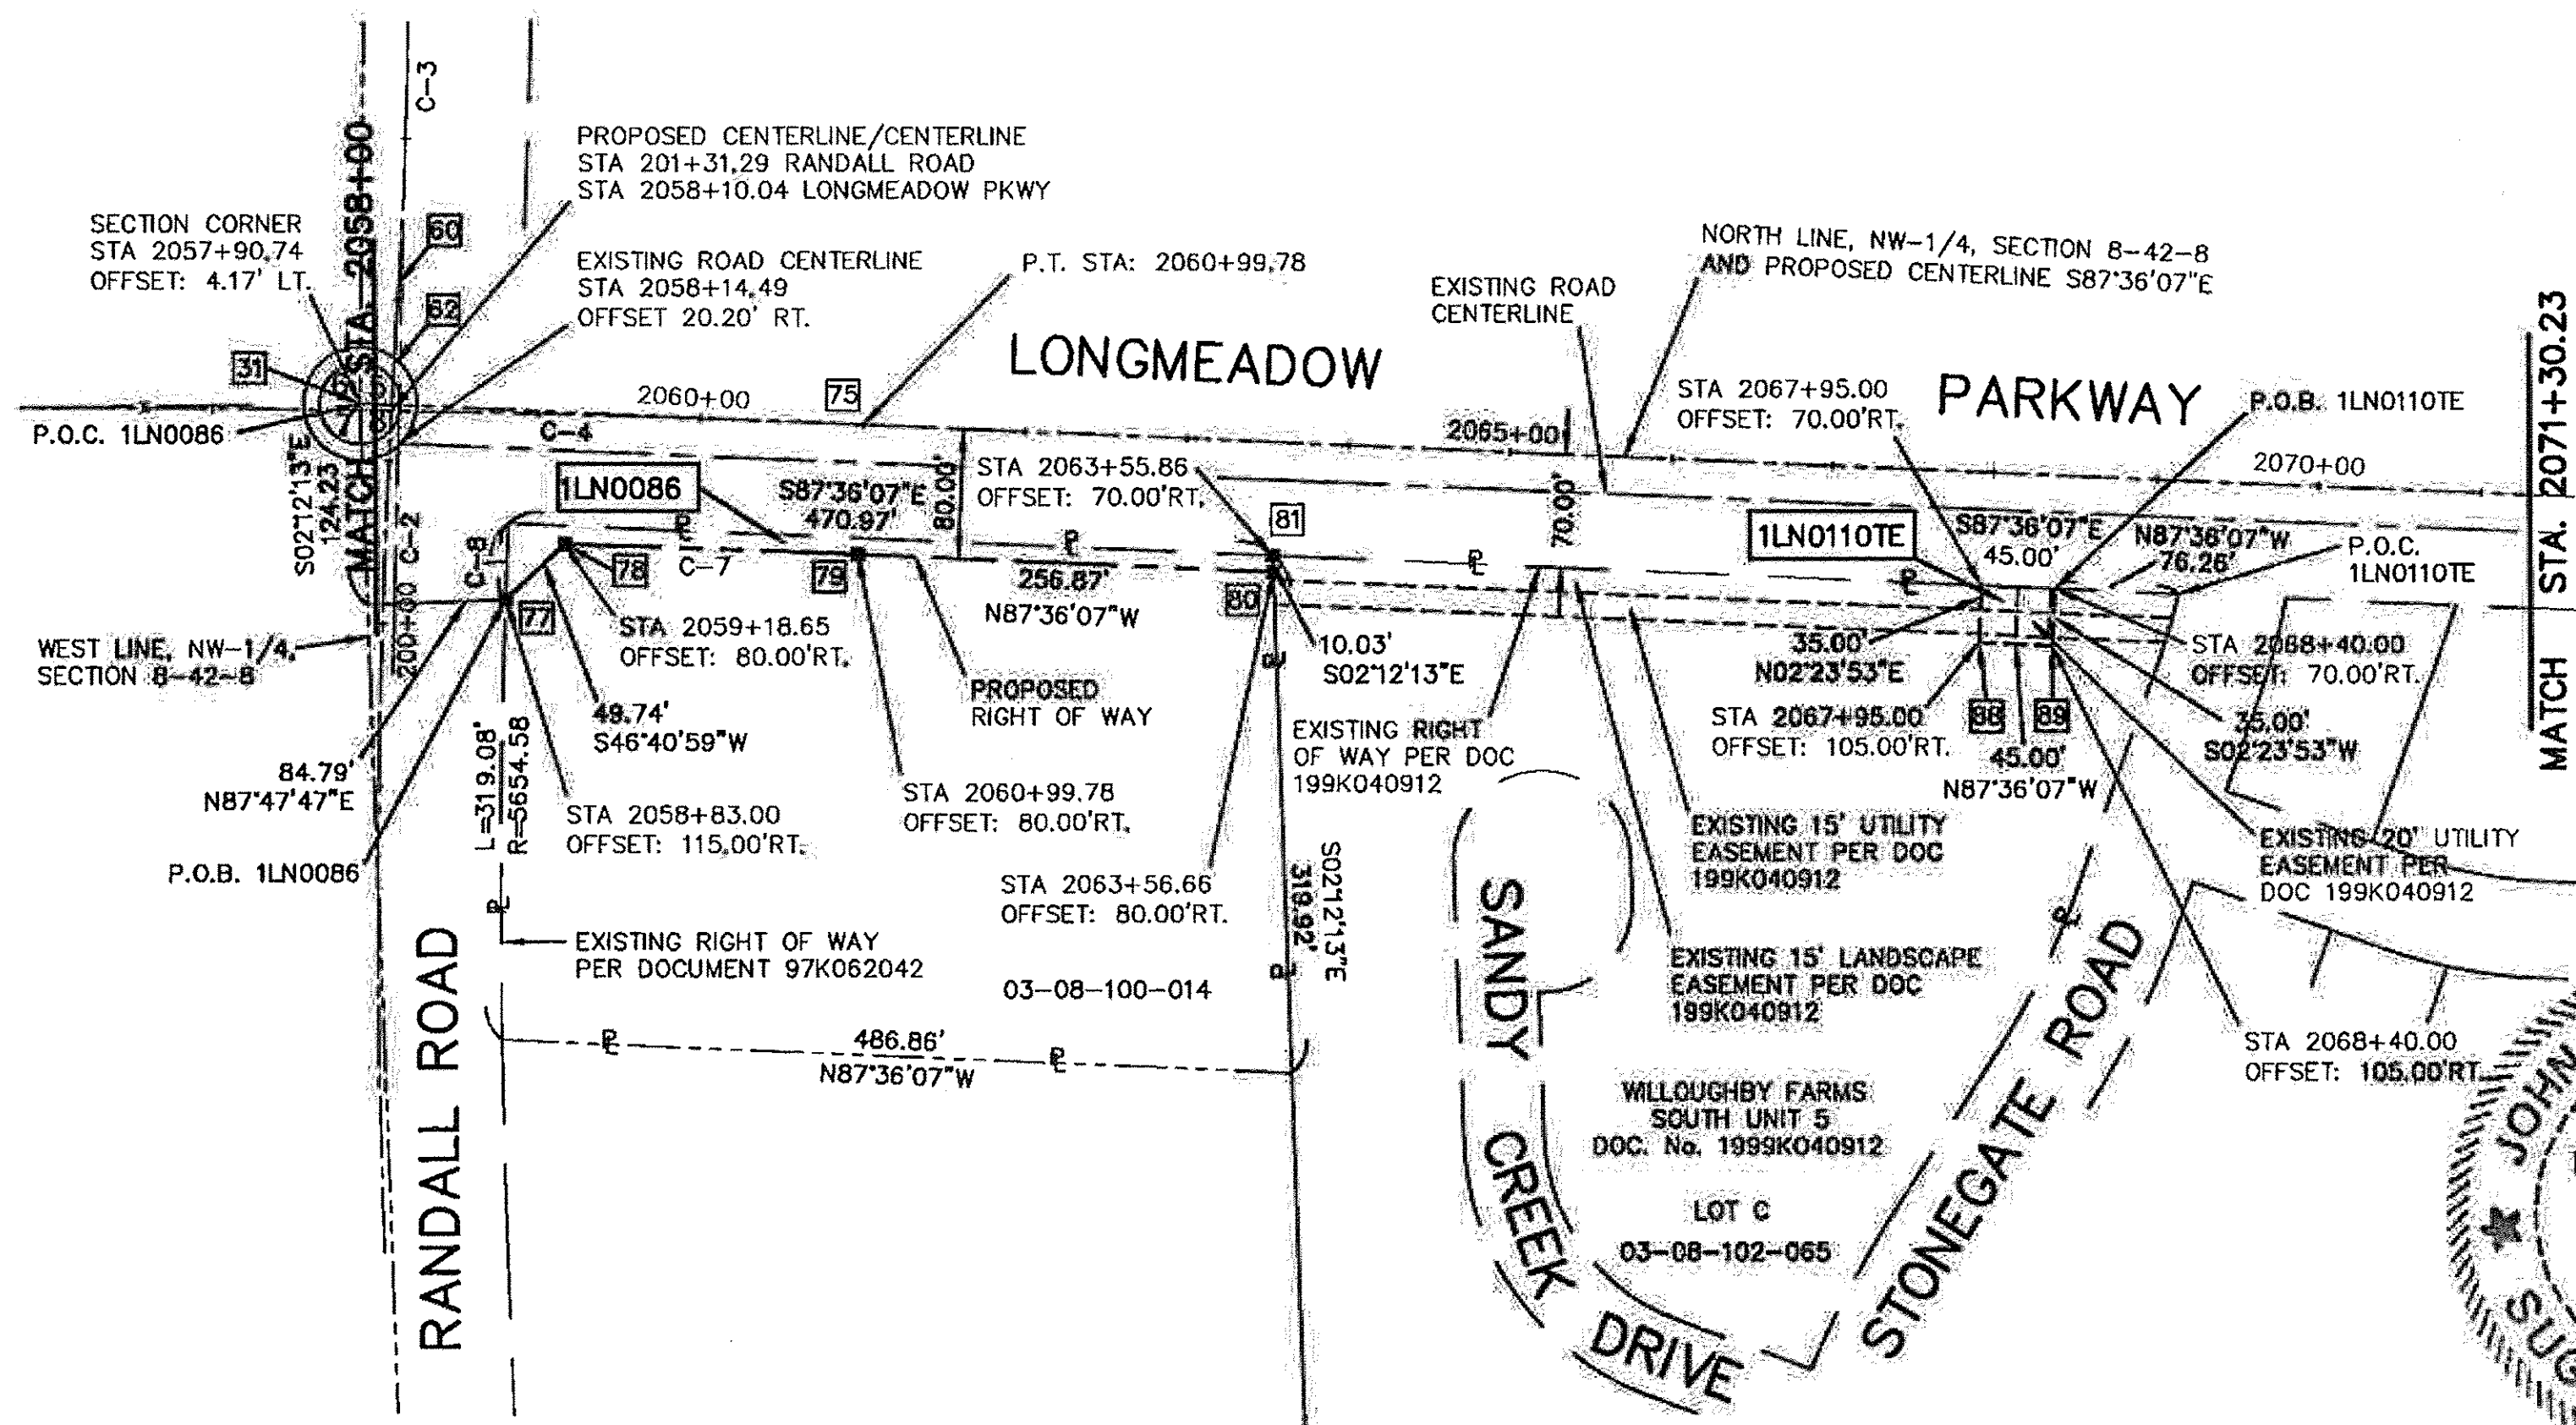 C-3
PROPOSED CENTERLINE/CENTERLINE
STA 201+31.29 RANDALL ROAD
STA 2058+10.04 LONGMEADOW PKWY
SECTION CORNER
STA 2057+90.74
OFFSET: 4.17' LT.
MATCH STA 2058+00
60
62
31
EXISTING ROAD CENTERLINE
STA 2058+14.49
OFFSET 20.20' RT.
P.T. STA: 2060+99.78
EXISTING ROAD
CENTERLINE
NORTH LINE, NW-1/4, SECTION 8-42-8
AND PROPOSED CENTERLINE S87°36'07"E
MATCH STA. 2071+30.23
LONGMEADOW PARKWAY
P.O.C. 1LN0086
2060+00
75
C-4
2065+00
2070+00
STA 2067+95.00
OFFSET: 70.00'RT.
P.O.B. 1LN0110TE
S02°12'13"E
124.23
200+80
C-2
1LN0086
S87°36'07"E
470.97'
80.00'
STA 2063+55.86
OFFSET: 70.00'RT.
81
70.00'
1LN0110TE
S87°36'07"E
45.00'
N87°36'07"W
76.26'
P.O.C.
1LN0110TE
C-8
77
78
C-7
79
256.87'
N87°36'07"W
80
10.03'
S02°12'13"E
WEST LINE, NW-1/4,
SECTION 8-42-8
STA 2059+18.65
OFFSET: 80.00'RT.
PROPOSED
RIGHT OF WAY
35.00'
N02°23'53"E
STA 2068+40.00
OFFSET: 70.00'RT.
49.74'
S46°40'59"W
EXISTING RIGHT
OF WAY PER DOC
199K040912
STA 2067+95.00
OFFSET: 105.00'RT.
88
89
45.00'
N87°36'07"W
35.00'
S02°23'53"W
84.79'
N87°47'47"E
L=319.08'
R=5654.58
STA 2058+83.00
OFFSET: 115.00'RT.
STA 2060+99.78
OFFSET: 80.00'RT.
P.O.B. 1LN0086
EXISTING 15' UTILITY
EASEMENT PER DOC
199K040912
EXISTING 20' UTILITY
EASEMENT PER
DOC 199K040912
STA 2063+56.66
OFFSET: 80.00'RT.
S02°12'13"E
319.92'
EXISTING RIGHT OF WAY
PER DOCUMENT 97K062042
03-08-100-014
EXISTING 15' LANDSCAPE
EASEMENT PER DOC
199K040912
486.86'
N87°36'07"W
STA 2068+40.00
OFFSET: 105.00'RT.
RANDALL ROAD
SANDY CREEK DRIVE
WILLOUGHBY FARMS
SOUTH UNIT 5
DOC. No. 1999K040912
LOT C
03-08-102-065
STONEGATE ROAD
JOHN
SUG